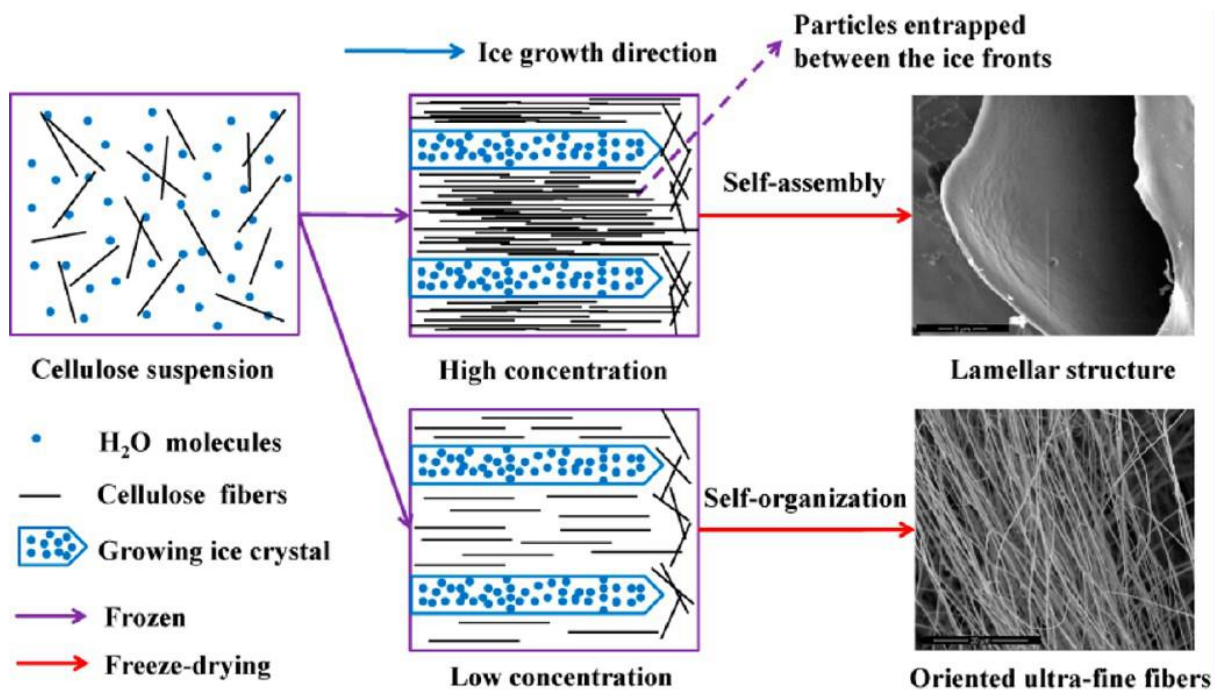 Ice growth direction
Particles entrapped
between the ice fronts
Self-assembly
Cellulose suspension
High concentration
Lamellar structure
H₂O molecules
Cellulose fibers
Growing ice crystal
Frozen
Freeze-drying
Self-organization
Low concentration
Oriented ultra-fine fibers